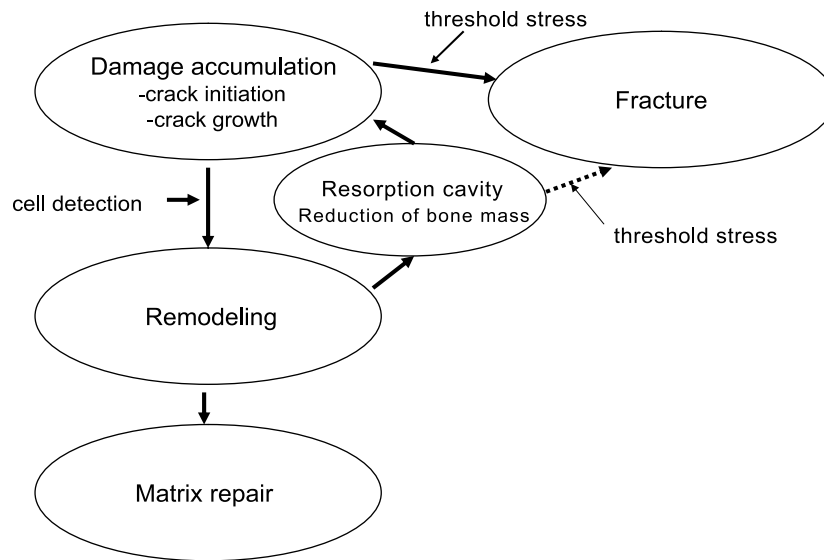 threshold stress
Damage accumulation
-crack initiation
-crack growth
Fracture
Resorption cavity
Reduction of bone mass
cell detection
threshold stress
Remodeling
Matrix repair